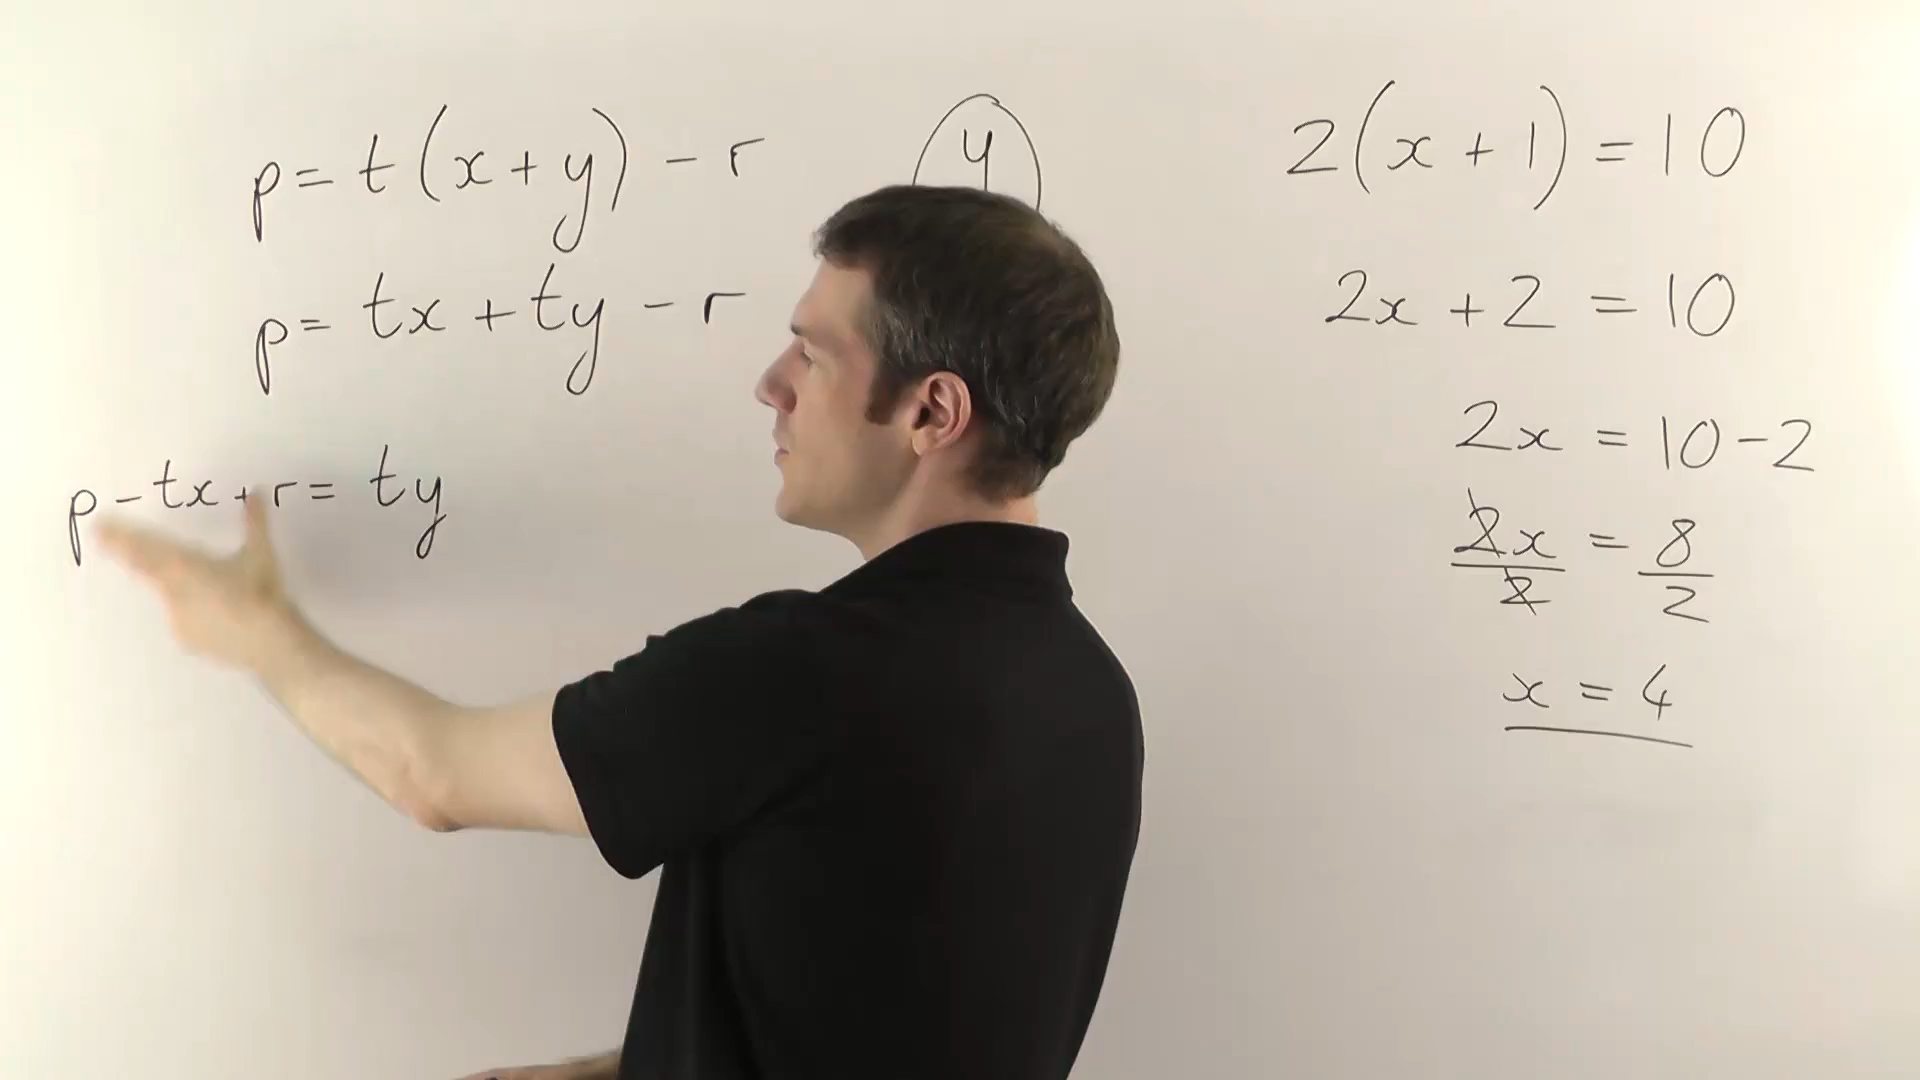 p = t(x + y) - r
y
p = tx + ty - r
p - tx + r = ty
2(x + 1) = 10
2x + 2 = 10
2x = 10 - 2
2x/2 = 8/2
x = 4